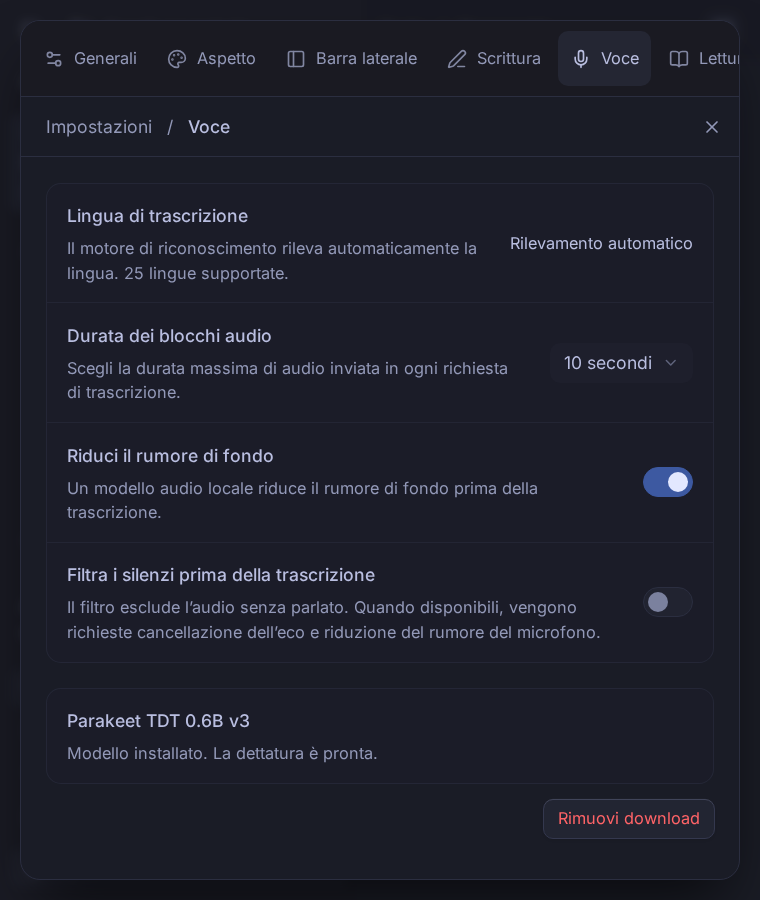 Generali Aspetto Barra laterale Scrittura Voce Lettur
Impostazioni / Voce
Lingua di trascrizione
Il motore di riconoscimento rileva automaticamente la
lingua. 25 lingue supportate.
Rilevamento automatico
Durata dei blocchi audio
Scegli la durata massima di audio inviata in ogni richiesta
di trascrizione.
10 secondi
Riduci il rumore di fondo
Un modello audio locale riduce il rumore di fondo prima della
trascrizione.
Filtra i silenzi prima della trascrizione
Il filtro esclude l’audio senza parlato. Quando disponibili, vengono
richieste cancellazione dell’eco e riduzione del rumore del microfono.
Parakeet TDT 0.6B v3
Modello installato. La dettatura è pronta.
Rimuovi download